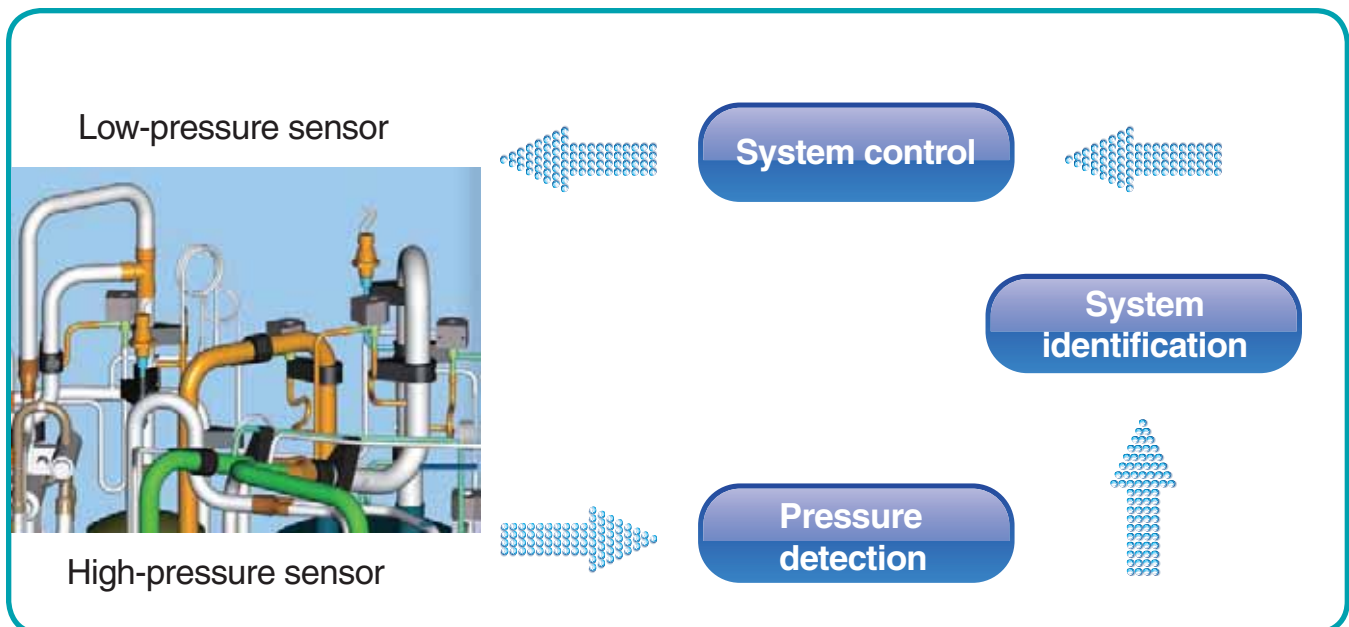 Low-pressure sensor
System control
System
identification
Pressure
detection
High-pressure sensor